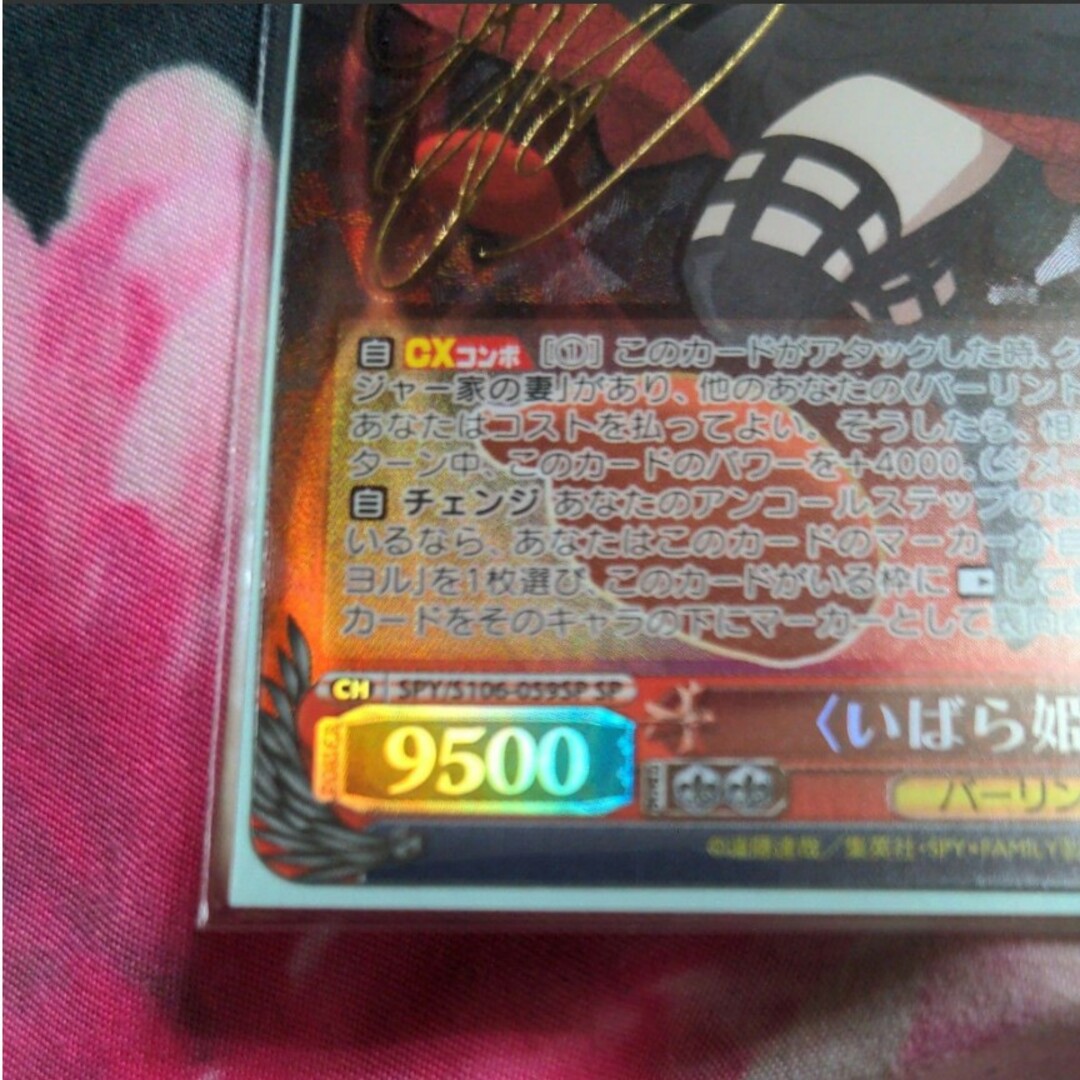 自 CXコンボ [①] このカードがアタックした時、ク
ジャー家の妻」があり、他のあなたの《バーリント
あなたはコストを払ってよい。そうしたら、相
ターン中、このカードのパワーを+4000。(ダメー
自 チェンジ あなたのアンコールステップの始
いるなら、あなたはこのカードのマーカーか
ヨル」を1枚選び、このカードがいる枠に してい
カードをそのキャラの下にマーカーとして
CH SPY/S106-059SP SP
POWER 9500
〈いばら姫
バーリン
©遠藤達哉/集英社・SPY×FAMILY